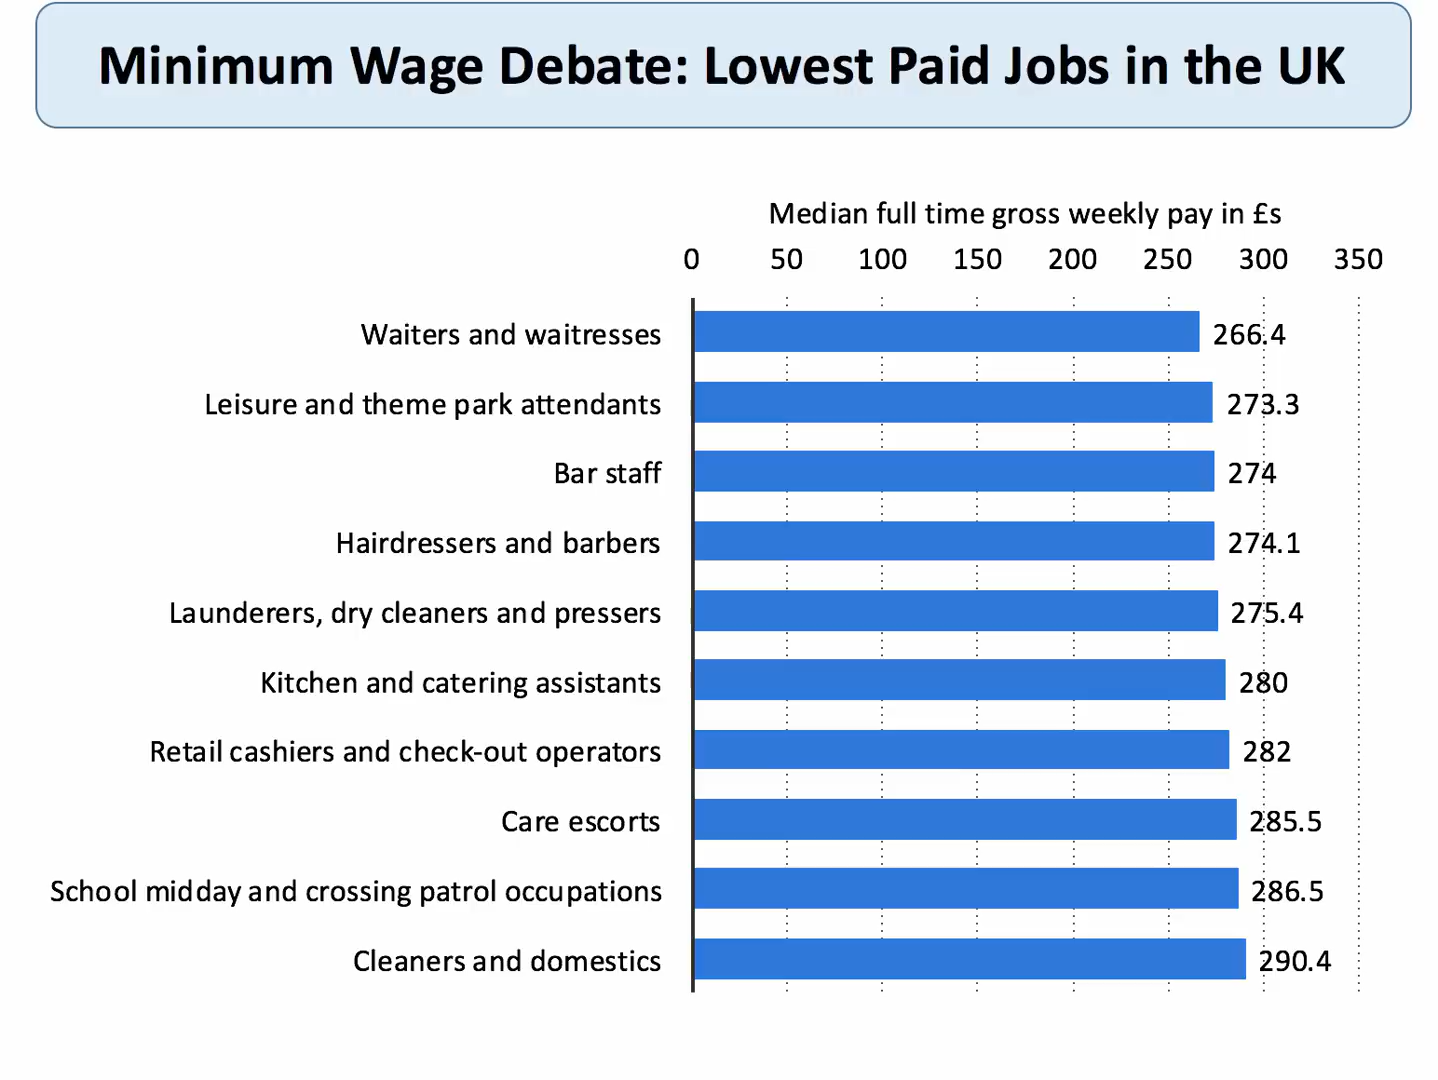 Minimum Wage Debate: Lowest Paid Jobs in the UK
Median full time gross weekly pay in £s
0 50 100 150 200 250 300 350
Waiters and waitresses 266.4
Leisure and theme park attendants 273.3
Bar staff 274
Hairdressers and barbers 274.1
Launderers, dry cleaners and pressers 275.4
Kitchen and catering assistants 280
Retail cashiers and check-out operators 282
Care escorts 285.5
School midday and crossing patrol occupations 286.5
Cleaners and domestics 290.4